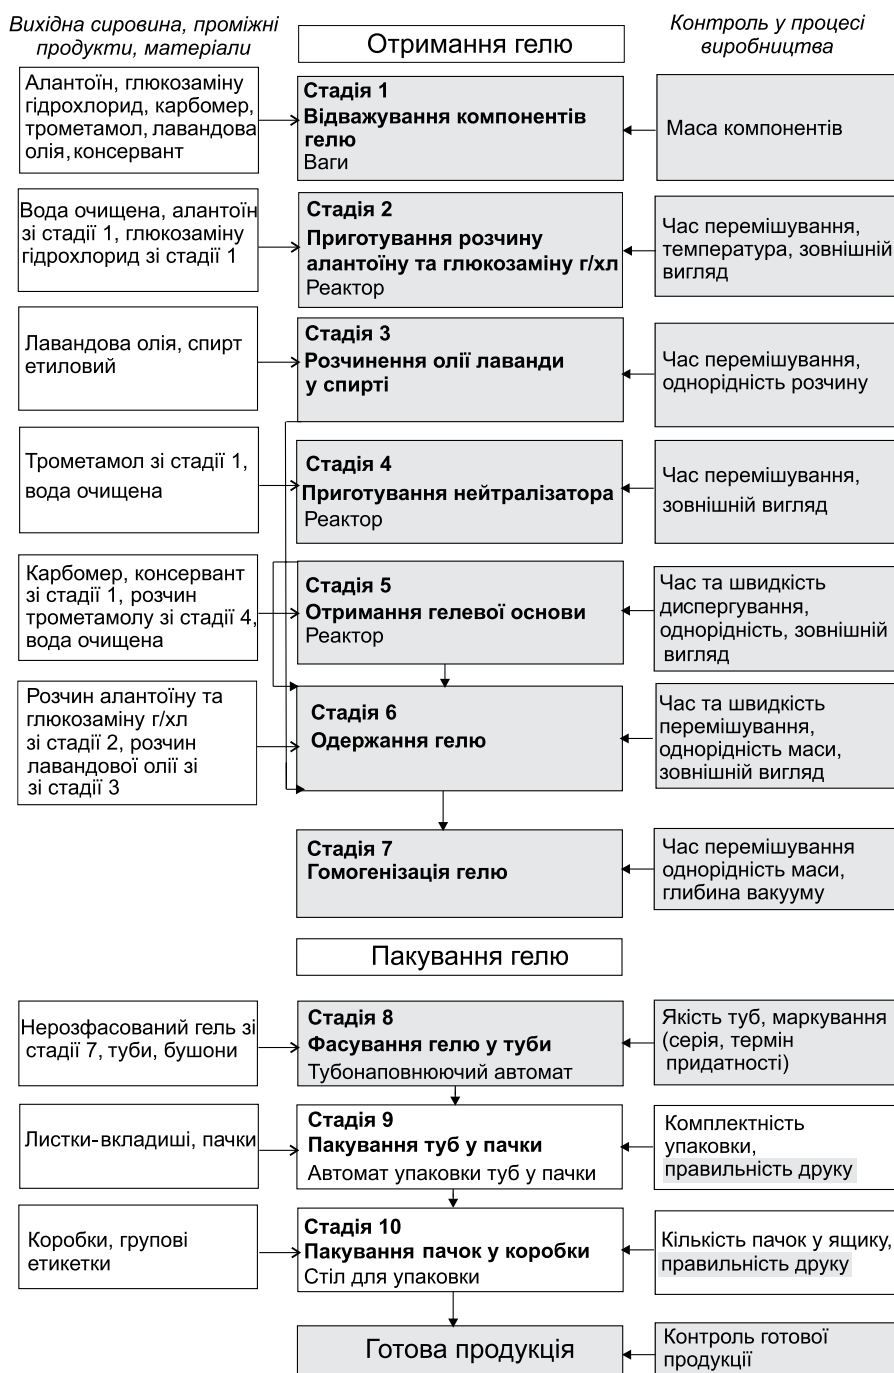 Вихідна сировина, проміжні
продукти, матеріали
Отримання гелю
Контроль у процесі
виробництва
Алантоїн, глюкозаміну
гідрохлорид, карбомер,
трометамол, лавандова
олія, консервант
Стадія 1
Відважування компонентів
гелю
Ваги
Маса компонентів
Вода очищена, алантоїн
зі стадії 1, глюкозаміну
гідрохлорид зі стадії 1
Стадія 2
Приготування розчину
алантоїну та глюкозаміну г/хл
Реактор
Час перемішування,
температура, зовнішній
вигляд
Лавандова олія, спирт
етиловий
Стадія 3
Розчинення олії лаванди
у спирті
Час перемішування,
однорідність розчину
Трометамол зі стадії 1,
вода очищена
Стадія 4
Приготування нейтралізатора
Реактор
Час перемішування,
зовнішній вигляд
Карбомер, консервант
зі стадії 1, розчин
трометамолу зі стадії 4,
вода очищена
Стадія 5
Отримання гелевої основи
Реактор
Час та швидкість
диспергування,
однорідність, зовнішній
вигляд
Розчин алантоїну та
глюкозаміну г/хл
зі стадії 2, розчин
лавандової олії зі
зі стадії 3
Стадія 6
Одержання гелю
Час та швидкість
перемішування,
однорідність маси,
зовнішній вигляд
Стадія 7
Гомогенізація гелю
Час перемішування
однорідність маси,
глибина вакууму
Пакування гелю
Нерозфасований гель зі
стадії 7, туби, бушони
Стадія 8
Фасування гелю у туби
Тубонаповнюючий автомат
Якість туб, маркування
(серія, термін
придатності)
Листки-вкладиші, пачки
Стадія 9
Пакування туб у пачки
Автомат упаковки туб у пачки
Комплектність
упаковки,
правильність друку
Коробки, групові
етикетки
Стадія 10
Пакування пачок у коробки
Стіл для упаковки
Кількість пачок у ящику,
правильність друку
Готова продукція
Контроль готової
продукції